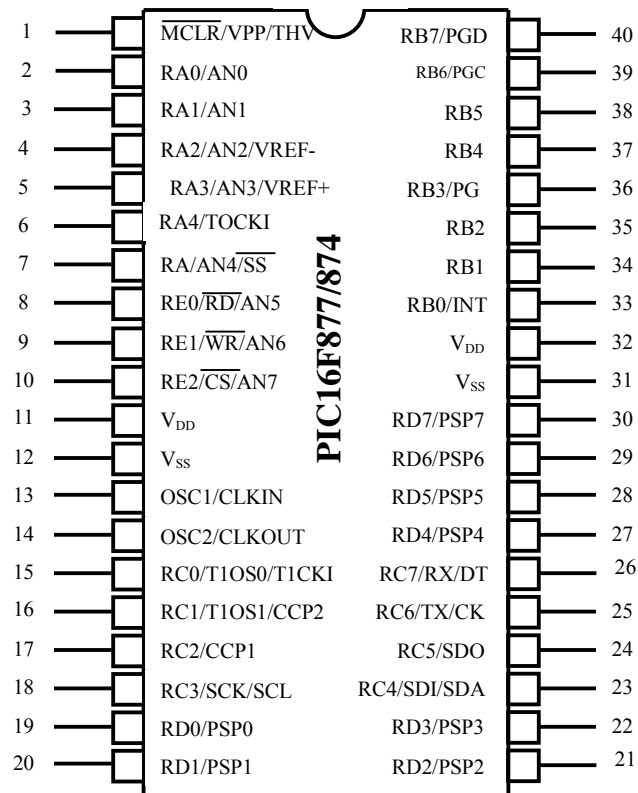 1 MCLR/VPP/THV RB7/PGD 40
2 RA0/AN0 RB6/PGC 39
3 RA1/AN1 RB5 38
4 RA2/AN2/VREF- RB4 37
5 RA3/AN3/VREF+ RB3/PG 36
6 RA4/TOCKI RB2 35
7 RA/AN4/SS RB1 34
8 RE0/RD/AN5 RB0/INT 33
9 RE1/WR/AN6 VDD 32
10 RE2/CS/AN7 VSS 31
11 VDD RD7/PSP7 30
12 VSS RD6/PSP6 29
13 OSC1/CLKIN RD5/PSP5 28
14 OSC2/CLKOUT RD4/PSP4 27
15 RC0/T1OS0/T1CKI RC7/RX/DT 26
16 RC1/T1OS1/CCP2 RC6/TX/CK 25
17 RC2/CCP1 RC5/SDO 24
18 RC3/SCK/SCL RC4/SDI/SDA 23
19 RD0/PSP0 RD3/PSP3 22
20 RD1/PSP1 RD2/PSP2 21
PIC16F877/874